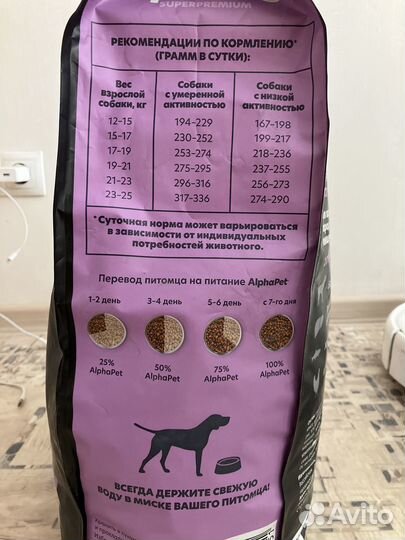 SUPERPREMIUM
РЕКОМЕНДАЦИИ ПО КОРМЛЕНИЮ*
(ГРАММ В СУТКИ):
Вес взрослой собаки, кг | Собаки с умеренной активностью | Собаки с низкой активностью
12-15 194-229 167-198
15-17 230-252 199-217
17-19 253-274 218-236
19-21 275-295 237-255
21-23 296-316 256-273
23-25 317-336 274-290
*Суточная норма может варьироваться
в зависимости от индивидуальных
потребностей животного.
Перевод питомца на питание AlphaPet
1-2 день 3-4 день 5-6 день с 7-го дня
25% 50% 75% 100%
AlphaPet AlphaPet AlphaPet AlphaPet
ВСЕГДА ДЕРЖИТЕ СВЕЖУЮ
ВОДУ В МИСКЕ ВАШЕГО ПИТОМЦА!
Avito